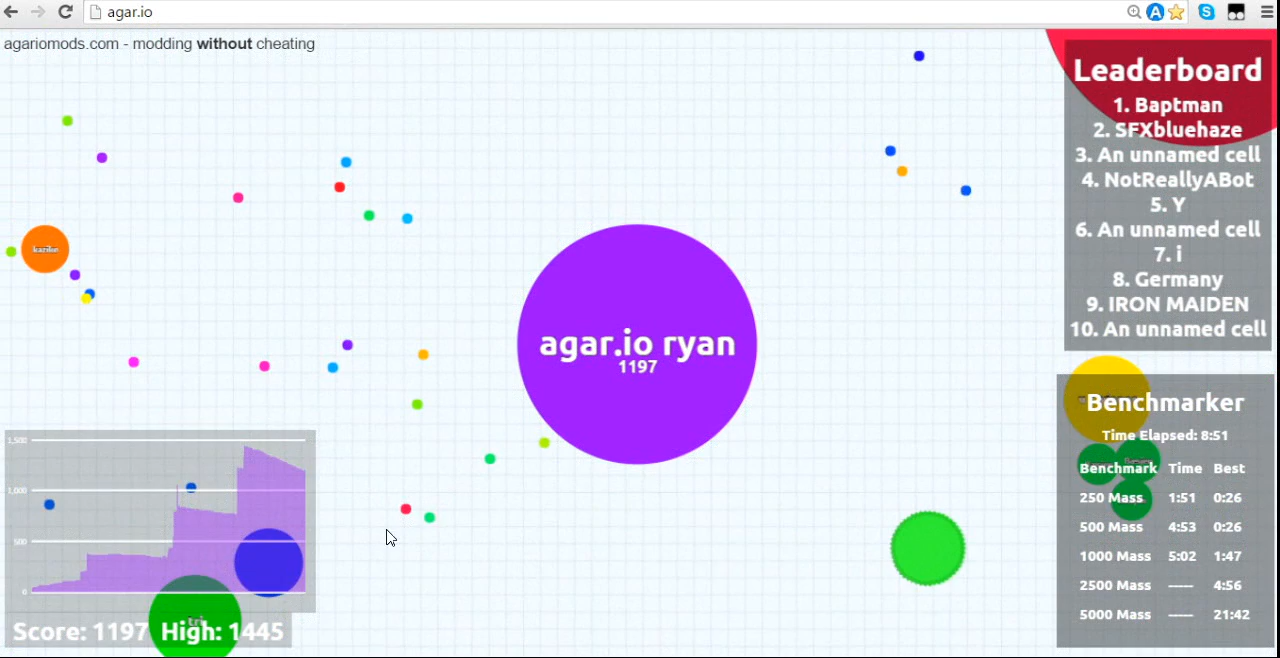 agar.io
agariomods.com - modding without cheating
Leaderboard
1. Baptman
2. SFXbluehaze
3. An unnamed cell
4. NotReallyABot
5. Y
6. An unnamed cell
7. i
8. Germany
9. IRON MAIDEN
10. An unnamed cell
agar.io ryan
1197
Benchmarker
Time Elapsed: 8:51
Benchmark Time Best
250 Mass 1:51 0:26
500 Mass 4:53 0:26
1000 Mass 5:02 1:47
2500 Mass ----- 4:56
5000 Mass ----- 21:42
1,500
1,000
500
0
tri
Score: 1197 High: 1445